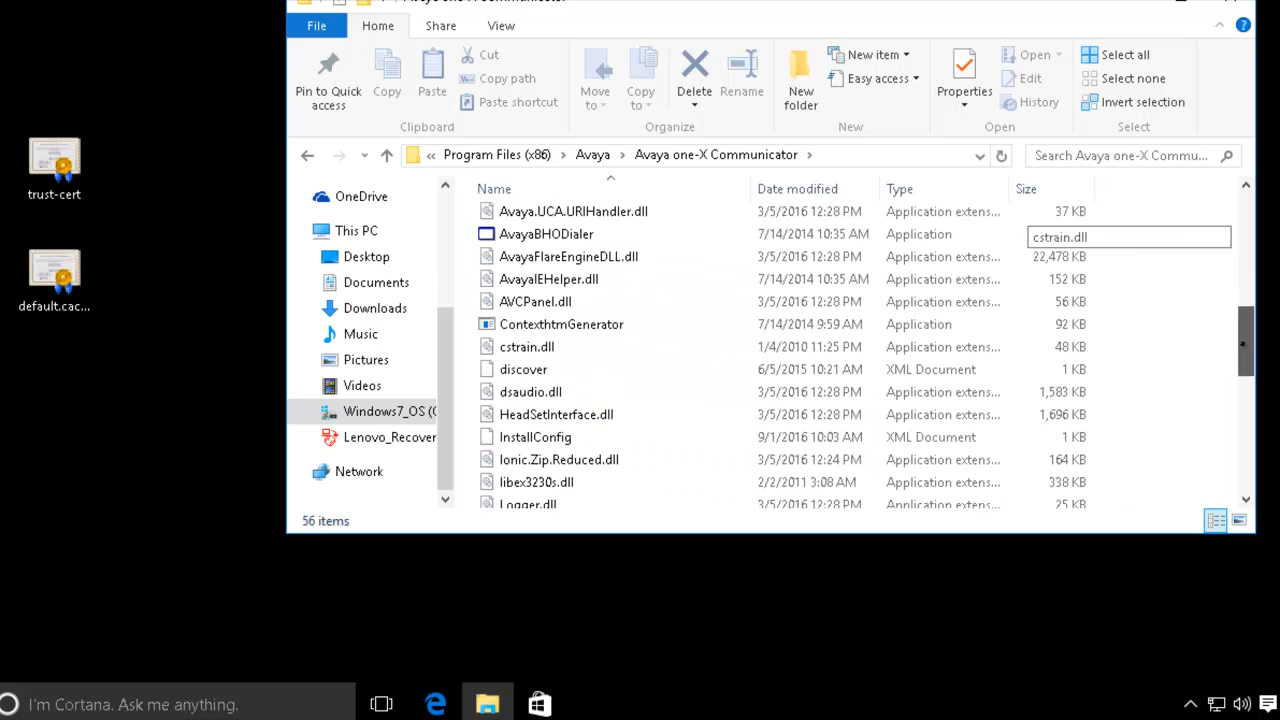 File Home Share View
Cut
Copy path
Paste shortcut
Pin to Quick access
Copy
Paste
Clipboard
Move to
Copy to
Delete
Rename
Organize
New folder
New item
Easy access
New
Properties
Open
Edit
History
Open
Select all
Select none
Invert selection
Select
« Program Files (x86) › Avaya › Avaya one-X Communicator ›
Search Avaya one-X Commu...
trust-cert
default.cac...
OneDrive
This PC
Desktop
Documents
Downloads
Music
Pictures
Videos
Windows7_OS (C
Lenovo_Recover
Network
Name Date modified Type Size
Avaya.UCA.URIHandler.dll 3/5/2016 12:28 PM Application extens... 37 KB
AvayaBHODialer 7/14/2014 10:35 AM Application
cstrain.dll
AvayaFlareEngineDLL.dll 3/5/2016 12:28 PM Application extens... 22,478 KB
AvayaIEHelper.dll 7/14/2014 10:35 AM Application extens... 152 KB
AVCPanel.dll 3/5/2016 12:28 PM Application extens... 56 KB
ContexthtmGenerator 7/14/2014 9:59 AM Application 92 KB
cstrain.dll 1/4/2010 11:25 PM Application extens... 48 KB
discover 6/5/2015 10:21 AM XML Document 1 KB
dsaudio.dll 3/5/2016 12:28 PM Application extens... 1,583 KB
HeadSetInterface.dll 3/5/2016 12:28 PM Application extens... 1,696 KB
InstallConfig 9/1/2016 10:03 AM XML Document 1 KB
Ionic.Zip.Reduced.dll 3/5/2016 12:24 PM Application extens... 164 KB
libex3230s.dll 2/2/2011 3:08 AM Application extens... 338 KB
Logger.dll 3/5/2016 12:28 PM Application extens... 25 KB
56 items
I'm Cortana. Ask me anything.